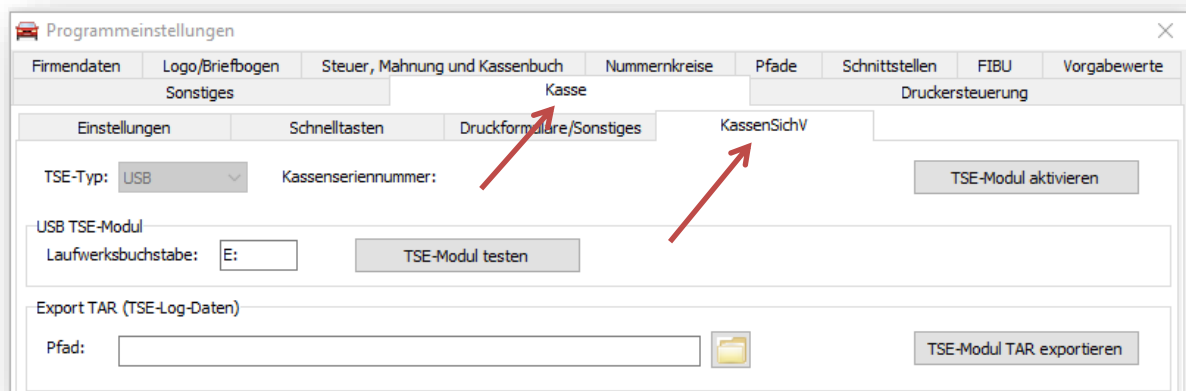 Programmeinstellungen
Firmendaten Logo/Briefbogen Steuer, Mahnung und Kassenbuch Nummernkreise Pfade Schnittstellen FIBU Vorgabewerte
Sonstiges Kasse Druckersteuerung
Einstellungen Schnelltasten Druckformulare/Sonstiges KassenSichV
TSE-Typ: USB Kassenseriennummer: TSE-Modul aktivieren
USB TSE-Modul
Laufwerksbuchstabe: E: TSE-Modul testen
Export TAR (TSE-Log-Daten)
Pfad: TSE-Modul TAR exportieren